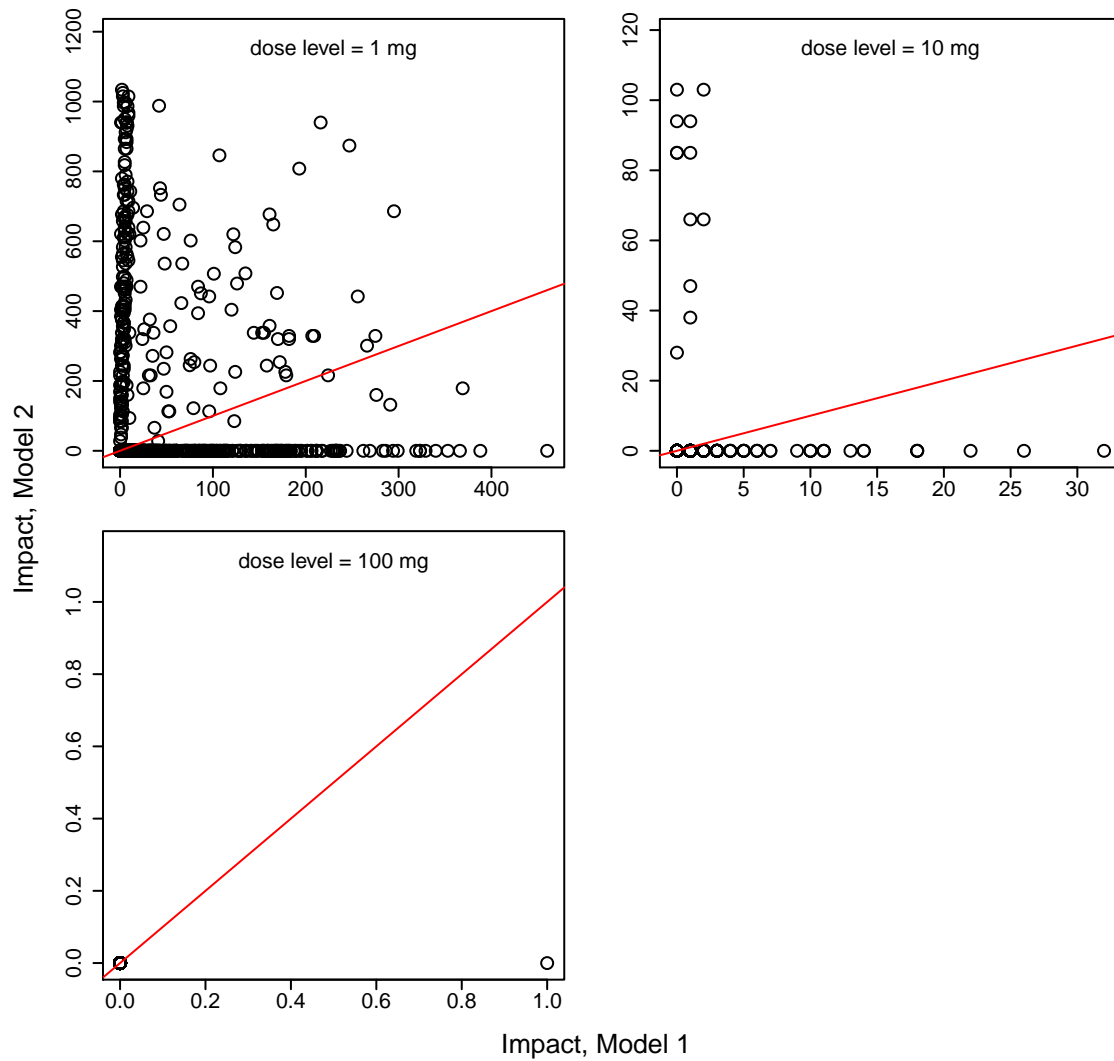 dose level = 1 mg
0 200 400 600 800 1000 1200
0 100 200 300 400
dose level = 10 mg
0 20 40 60 80 100 120
0 5 10 15 20 25 30
dose level = 100 mg
0.0 0.2 0.4 0.6 0.8 1.0
0.0 0.2 0.4 0.6 0.8 1.0
Impact, Model 2
Impact, Model 1